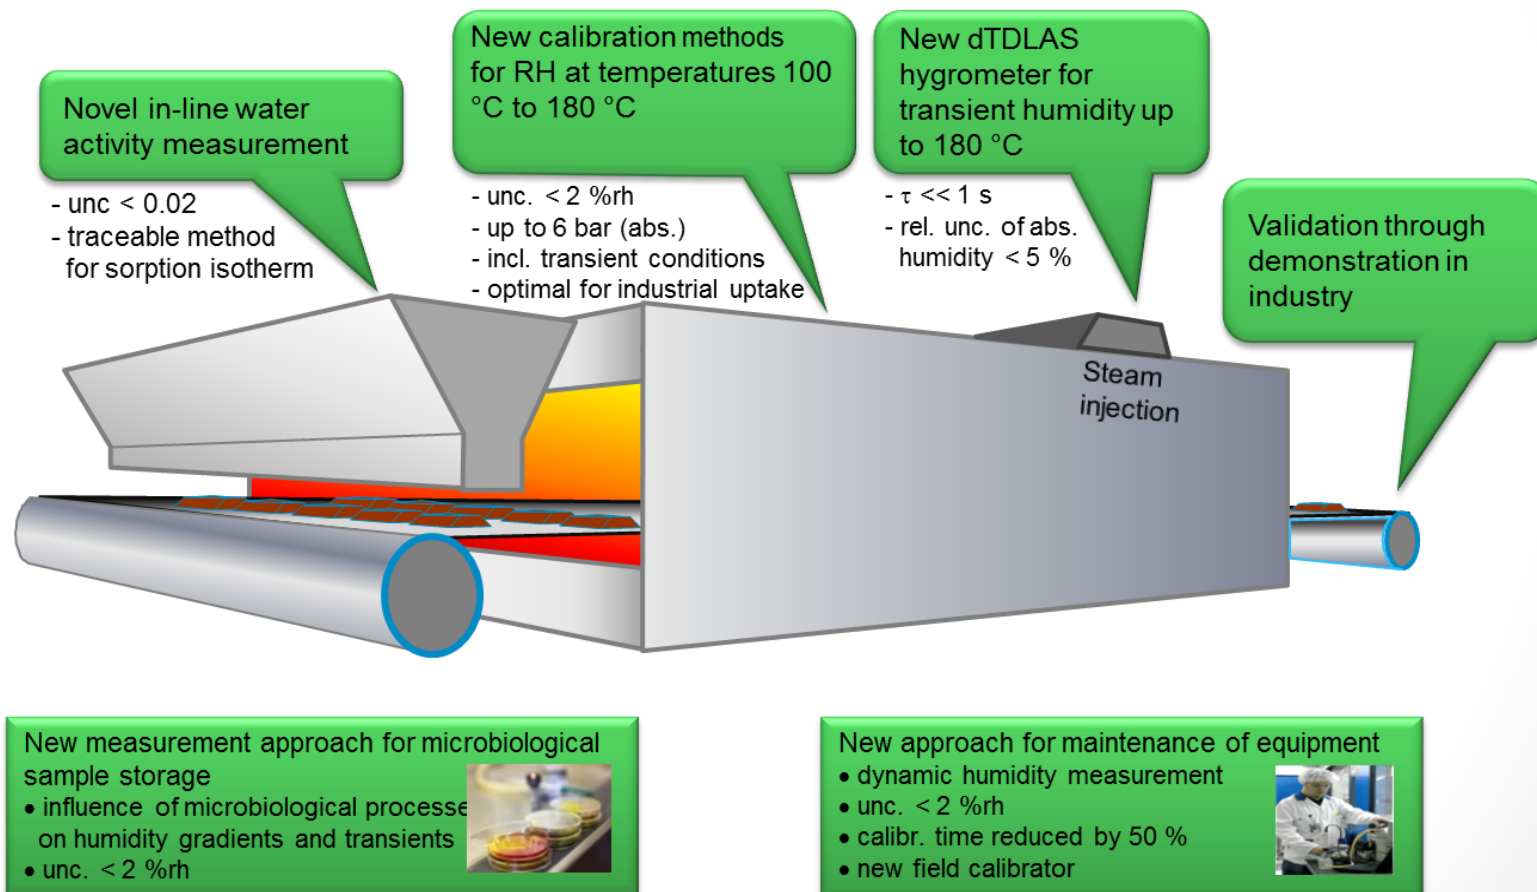 Novel in-line water
activity measurement
- unc < 0.02
- traceable method
for sorption isotherm
New calibration methods
for RH at temperatures 100
°C to 180 °C
- unc. < 2 %rh
- up to 6 bar (abs.)
- incl. transient conditions
- optimal for industrial uptake
New dTDLAS
hygrometer for
transient humidity up
to 180 °C
- τ << 1 s
- rel. unc. of abs.
humidity < 5 %
Validation through
demonstration in
industry
Steam
injection
New measurement approach for microbiological
sample storage
• influence of microbiological processe
on humidity gradients and transients
• unc. < 2 %rh
New approach for maintenance of equipment
• dynamic humidity measurement
• unc. < 2 %rh
• calibr. time reduced by 50 %
• new field calibrator